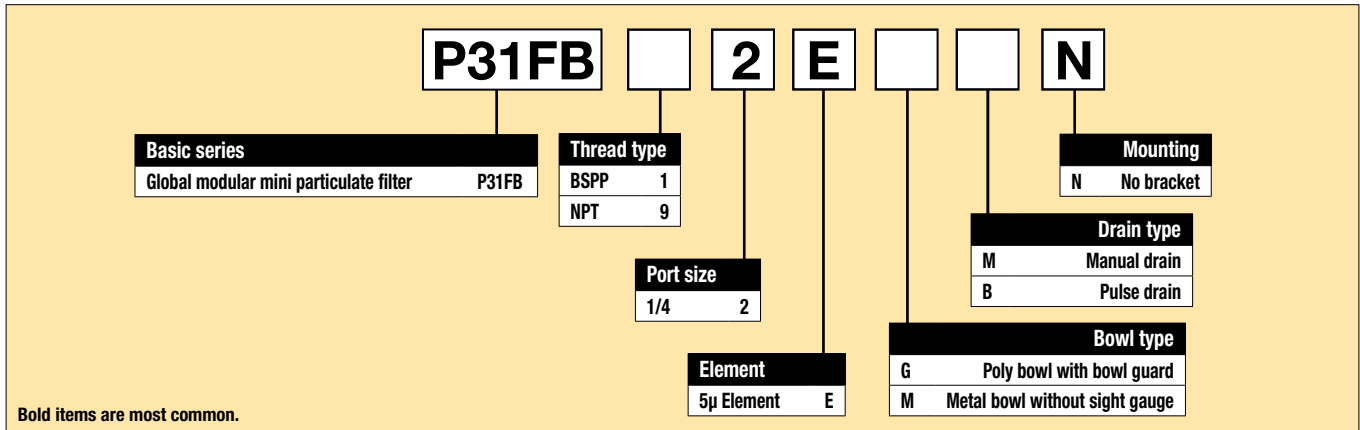 P31FB 2 E N
Basic series
Global modular mini particulate filter P31FB
Thread type
BSPP 1
NPT 9
Mounting
N No bracket
Drain type
M Manual drain
B Pulse drain
Port size
1/4 2
Bowl type
G Poly bowl with bowl guard
M Metal bowl without sight gauge
Element
5µ Element E
Bold items are most common.